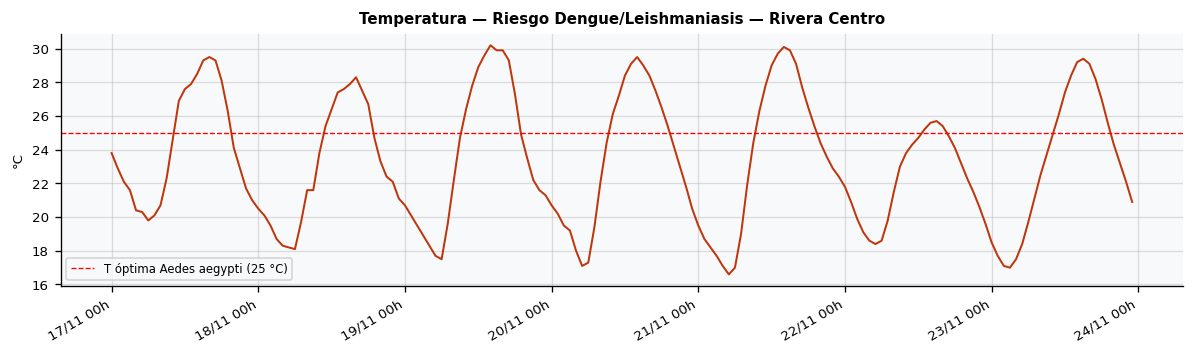 Temperatura — Riesgo Dengue/Leishmaniasis — Rivera Centro
°C
30
28
26
24
22
20
18
16
T óptima Aedes aegypti (25 °C)
17/11 00h
18/11 00h
19/11 00h
20/11 00h
21/11 00h
22/11 00h
23/11 00h
24/11 00h